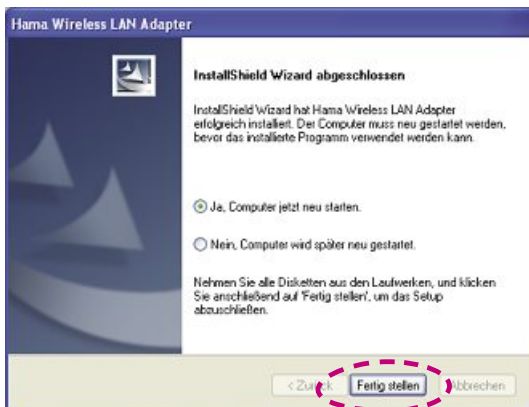 Hama Wireless LAN Adapter
InstallShield Wizard abgeschlossen
InstallShield Wizard hat Hama Wireless LAN Adapter
erfolgreich installiert. Der Computer muss neu gestartet werden,
bevor das installierte Programm verwendet werden kann.
Ja, Computer jetzt neu starten.
Nein, Computer wird später neu gestartet.
Nehmen Sie alle Disketten aus den Laufwerken, und klicken
Sie anschließend auf 'Fertig stellen', um das Setup
abzuschließen.
< Zurück Fertig stellen Abbrechen